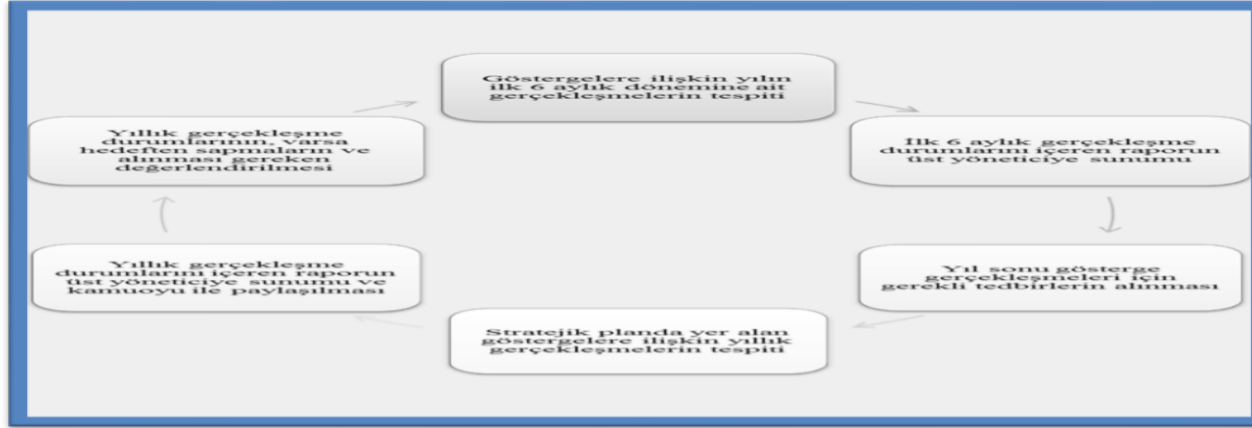 Göstergelere ilişkin yılın
ilk 6 aylık dönemine ait
gerçekleşmelerin tespiti
İlk 6 aylık gerçekleşme
durumlarını içeren raporun
üst yöneticiye sunumu
Yıl sonu gösterge
gerçekleşmeleri için
gerekli tedbirlerin alınması
Stratejik planda yer alan
göstergelere ilişkin yıllık
gerçekleşmelerin tespiti
Yıllık gerçekleşme
durumlarını içeren raporun
üst yöneticiye sunumu ve
kamuoyu ile paylaşılması
Yıllık gerçekleşme
durumlarının, varsa
hedeften sapmaların ve
alınması gereken
değerlendirilmesi